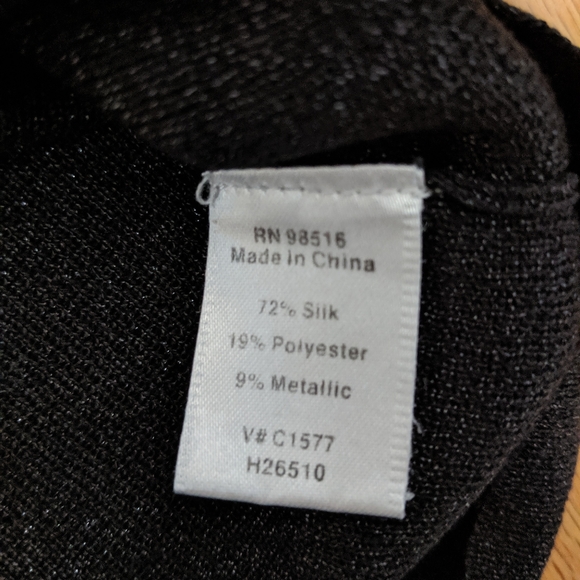 RN 98516
Made in China
72% Silk
19% Polyester
9% Metallic
V# C1577
H26510